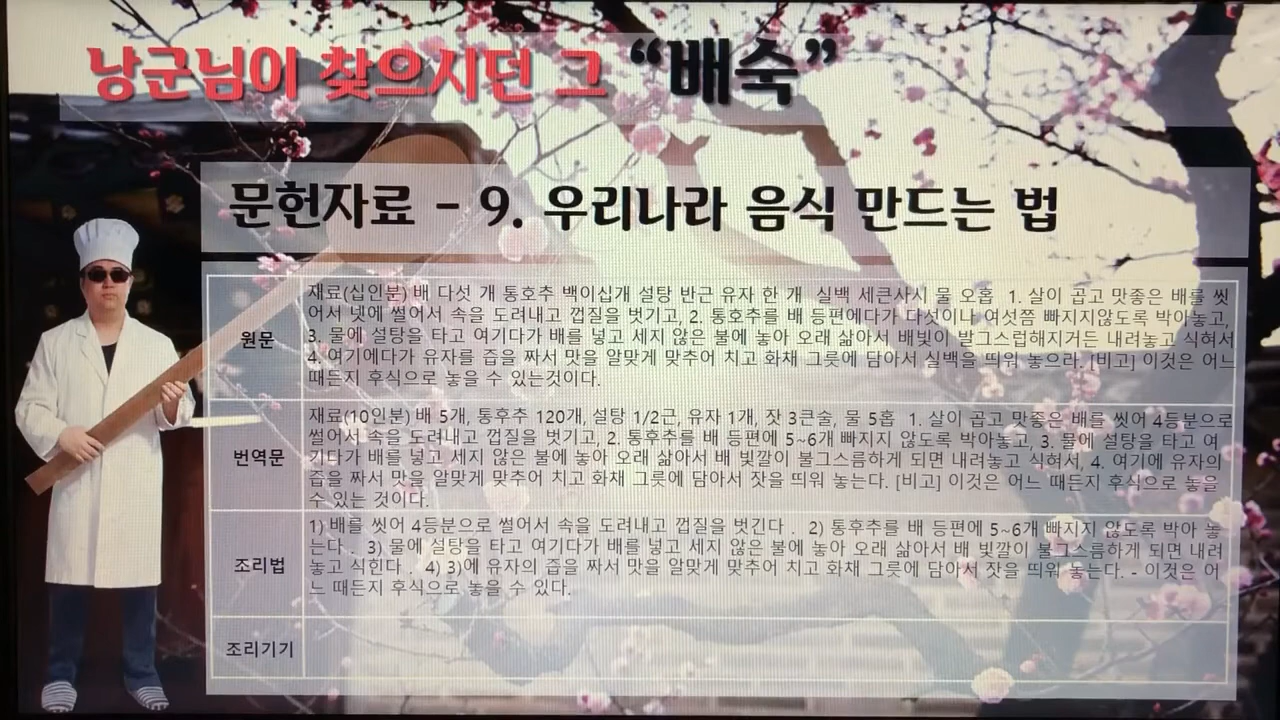 낭군님이 찾으시던 그 “배숙”
문헌자료 - 9. 우리나라 음식 만드는 법
원문
재료(십인분) 배 다섯 개 통호추 백이십개 설탕 반근 유자 한 개 실백 세큰사시 물 오홉 1. 살이 곱고 맛좋은 배를 씻
어서 넷에 썰어서 속을 도려내고 껍질을 벗기고, 2. 통호추를 배 등편에다가 다섯이나 여섯쯤 빠지지않도록 박아놓고,
3. 물에 설탕을 타고 여기다가 배를 넣고 세지 않은 불에 놓아 오래 삶아서 배빛이 발그스럽해지거든 내려놓고 식혀서
4. 여기에다가 유자를 즙을 짜서 맛을 알맞게 맞추어 치고 화채 그릇에 담아서 실백을 띄워 놓으라. [비고] 이것은 어느
때든지 후식으로 놓을 수 있는것이다.
번역문
재료(10인분) 배 5개, 통후추 120개, 설탕 1/2근, 유자 1개, 잣 3큰술, 물 5홉 1. 살이 곱고 맛좋은 배를 씻어 4등분으로
썰어서 속을 도려내고 껍질을 벗기고, 2. 통후추를 배 등편에 5~6개 빠지지 않도록 박아놓고, 3. 물에 설탕을 타고 여
기다가 배를 넣고 세지 않은 불에 놓아 오래 삶아서 배 빛깔이 불그스름하게 되면 내려놓고 식혀서, 4. 여기에 유자의
즙을 짜서 맛을 알맞게 맞추어 치고 화채 그릇에 담아서 잣을 띄워 놓는다. [비고] 이것은 어느 때든지 후식으로 놓을
수 있는 것이다.
조리법
1) 배를 씻어 4등분으로 썰어서 속을 도려내고 껍질을 벗긴다 . 2) 통후추를 배 등편에 5~6개 빠지지 않도록 박아 놓
는다 . 3) 물에 설탕을 타고 여기다가 배를 넣고 세지 않은 불에 놓아 오래 삶아서 배 빛깔이 불그스름하게 되면 내려
놓고 식힌다 . 4) 3)에 유자의 즙을 짜서 맛을 알맞게 맞추어 치고 화채 그릇에 담아서 잣을 띄워 놓는다. - 이것은 어
느 때든지 후식으로 놓을 수 있다.
조리기기